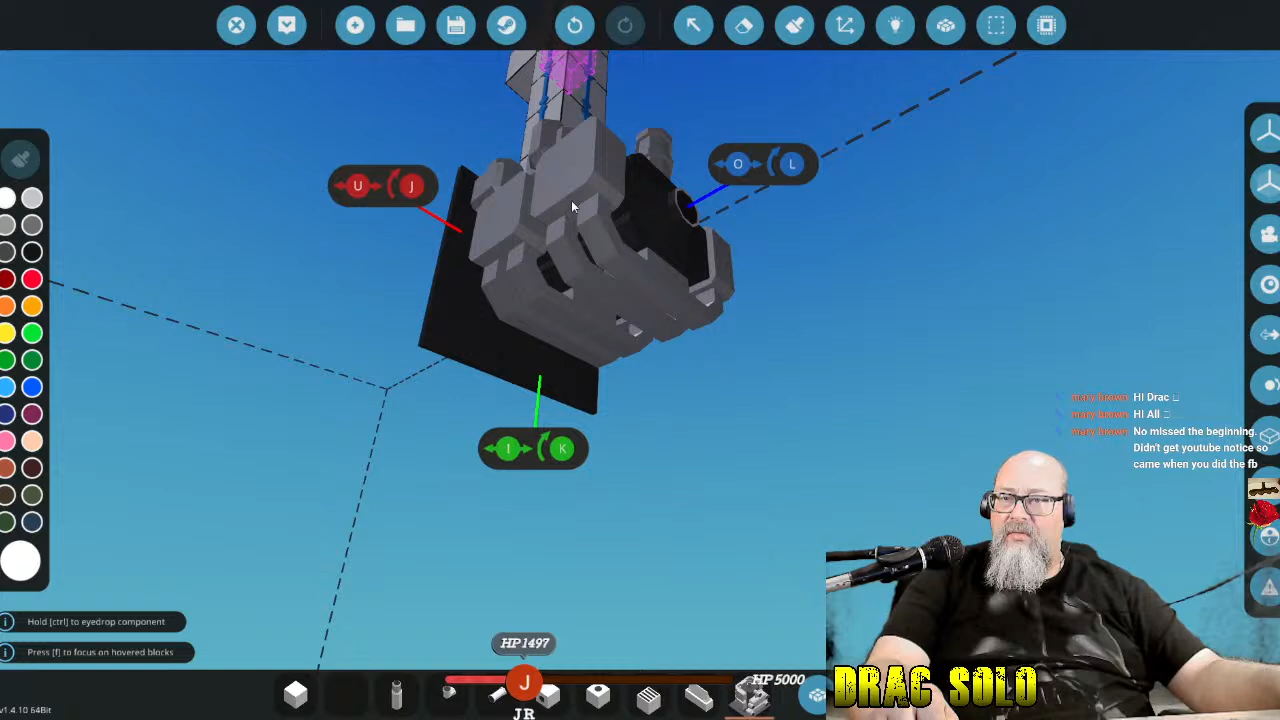 U
J
O
L
I
K
mary brown HI Drac
mary brown HI All
mary brown No missed the beginning.
Didn't get youtube notice so
came when you did the fb
Hold [ctrl] to eyedrop component
Press [f] to focus on hovered blocks
HP 1497
HP 5000
J
JR
v1.4.10 64Bit
DRAC SOLO